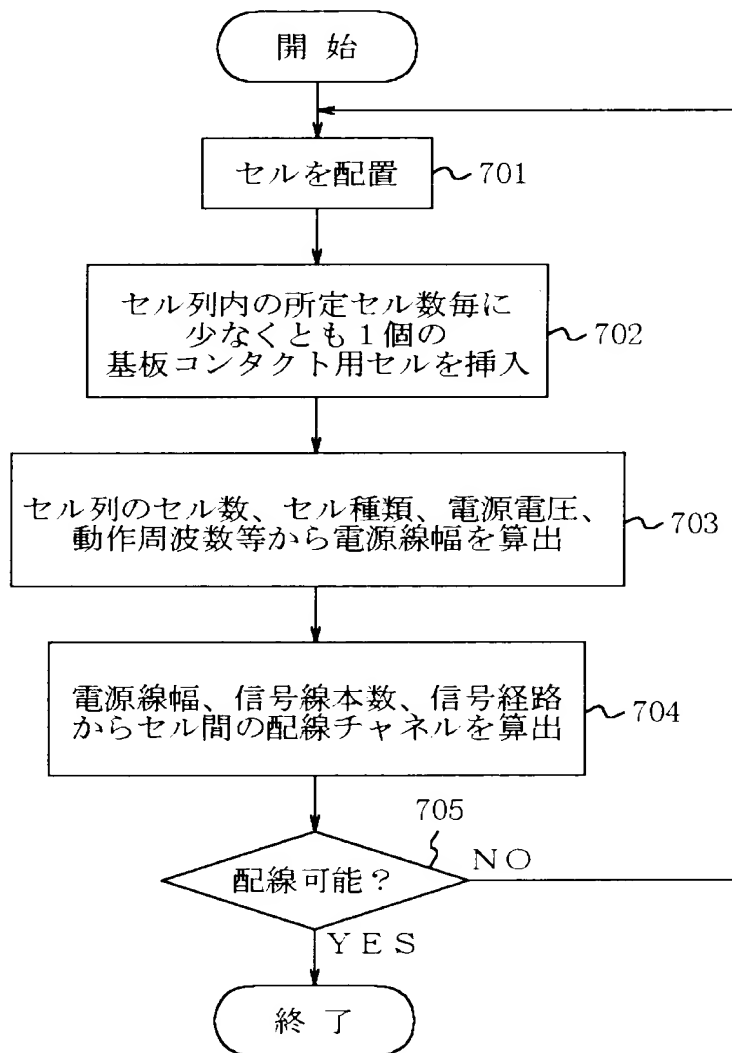 開 始
セルを配置
701
セル列内の所定セル数毎に
少なくとも１個の
基板コンタクト用セルを挿入
702
セル列のセル数、セル種類、電源電圧、
動作周波数等から電源線幅を算出
703
電源線幅、信号線本数、信号経路
からセル間の配線チャネルを算出
704
705
配線可能？
ＮＯ
ＹＥＳ
終 了